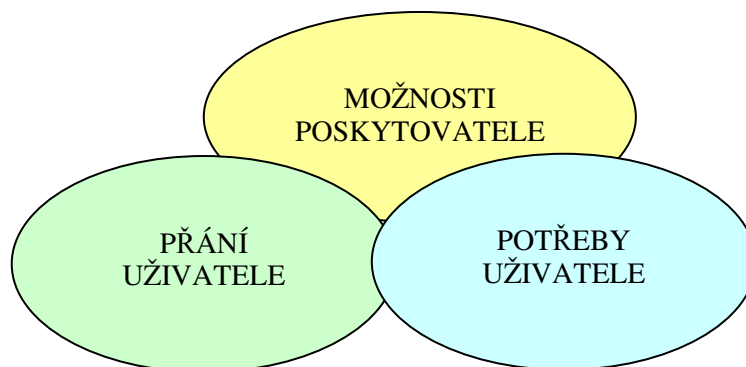 MOŽNOSTI
POSKYTOVATELE
PŘÁNÍ
UŽIVATELE
POTŘEBY
UŽIVATELE